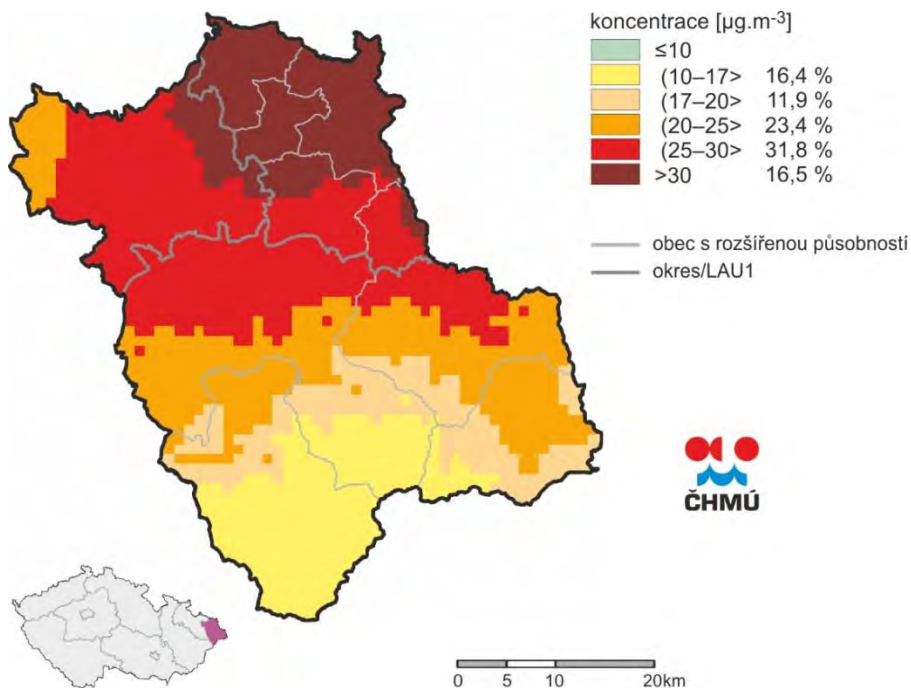 koncentrace [µg.m⁻³]
≤10
(10–17> 16,4 %
(17–20> 11,9 %
(20–25> 23,4 %
(25–30> 31,8 %
>30 16,5 %
obec s rozšířenou působností
okres/LAU1
ČHMÚ
0 5 10 20km